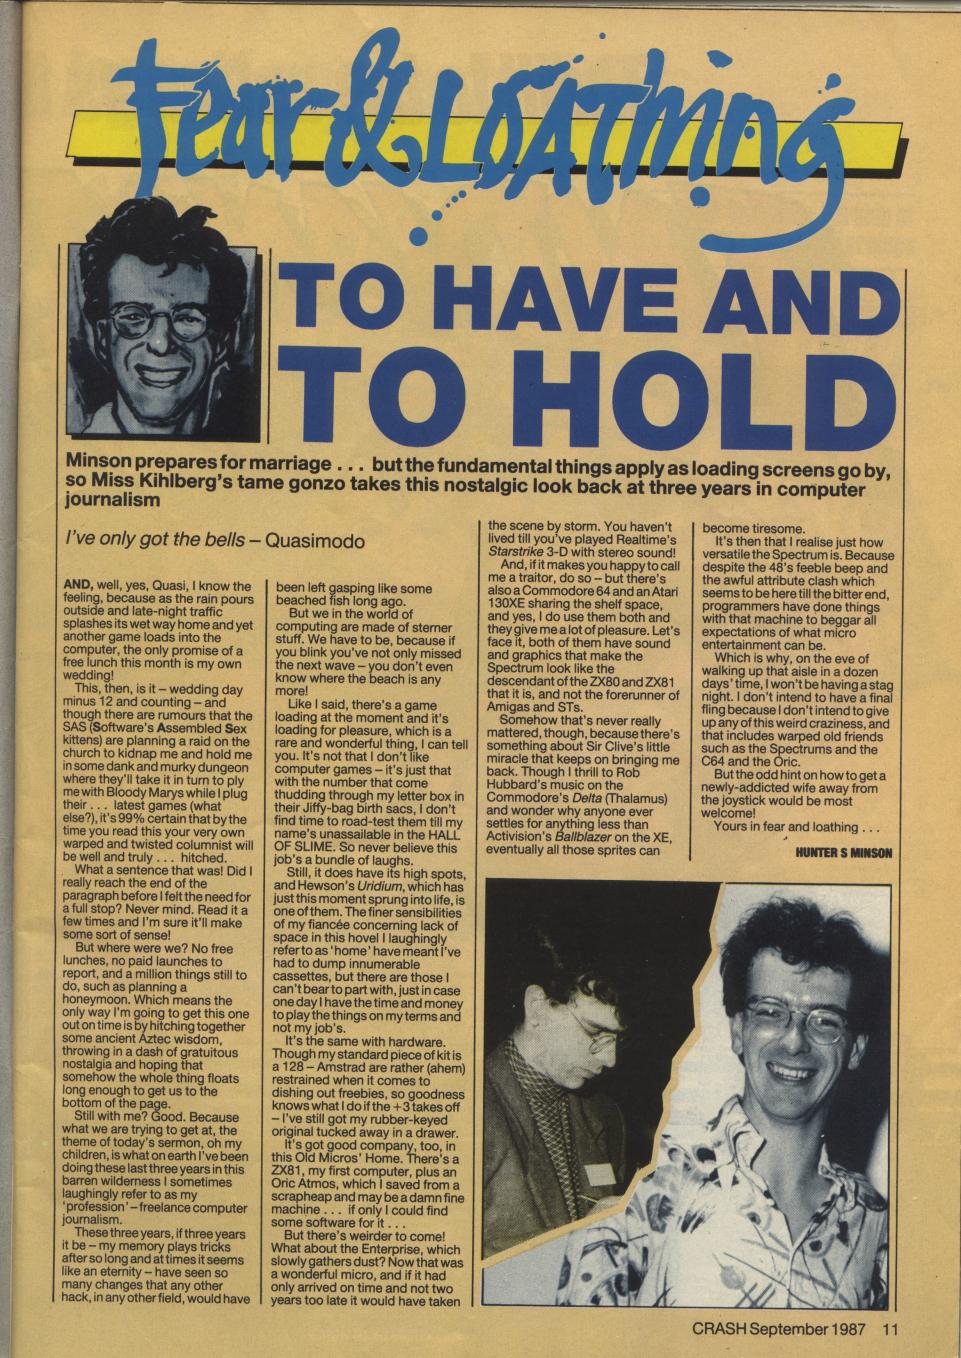 Fear & LOAThing
TO HAVE AND
TO HOLD
Minson prepares for marriage . . . but the fundamental things apply as loading screens go by,
so Miss Kihlberg's tame gonzo takes this nostalgic look back at three years in computer
journalism
I've only got the bells – Quasimodo
AND, well, yes, Quasi, I know the
feeling, because as the rain pours
outside and late-night traffic
splashes its wet way home and yet
another game loads into the
computer, the only promise of a
free lunch this month is my own
wedding!
This, then, is it – wedding day
minus 12 and counting – and
though there are rumours that the
SAS (Software's Assembled Sex
kittens) are planning a raid on the
church to kidnap me and hold me
in some dank and murky dungeon
where they'll take it in turn to ply
me with Bloody Marys while I plug
their . . . latest games (what
else?), it's 99% certain that by the
time you read this your very own
warped and twisted columnist will
be well and truly . . . hitched.
What a sentence that was! Did I
really reach the end of the
paragraph before I felt the need for
a full stop? Never mind. Read it a
few times and I'm sure it'll make
some sort of sense!
But where were we? No free
lunches, no paid launches to
report, and a million things still to
do, such as planning a
honeymoon. Which means the
only way I'm going to get this one
out on time is by hitching together
some ancient Aztec wisdom,
throwing in a dash of gratuitous
nostalgia and hoping that
somehow the whole thing floats
long enough to get us to the
bottom of the page.
Still with me? Good. Because
what we are trying to get at, the
theme of today's sermon, oh my
children, is what on earth I've been
doing these last three years in this
barren wilderness I sometimes
laughingly refer to as my
'profession' – freelance computer
journalism.
These three years, if three years
it be – my memory plays tricks
after so long and at times it seems
like an eternity – have seen so
many changes that any other
hack, in any other field, would have
been left gasping like some
beached fish long ago.
But we in the world of
computing are made of sterner
stuff. We have to be, because if
you blink you've not only missed
the next wave – you don't even
know where the beach is any
more!
Like I said, there's a game
loading at the moment and it's
loading for pleasure, which is a
rare and wonderful thing, I can tell
you. It's not that I don't like
computer games – it's just that
with the number that come
thudding through my letter box in
their Jiffy-bag birth sacs, I don't
find time to road-test them till my
name's unassailable in the HALL
OF SLIME. So never believe this
job's a bundle of laughs.
Still, it does have its high spots,
and Hewson's Uridium, which has
just this moment sprung into life, is
one of them. The finer sensibilities
of my fiancée concerning lack of
space in this hovel I laughingly
refer to as 'home' have meant I've
had to dump innumerable
cassettes, but there are those I
can't bear to part with, just in case
one day I have the time and money
to play the things on my terms and
not my job's.
It's the same with hardware.
Though my standard piece of kit is
a 128 – Amstrad are rather (ahem)
restrained when it comes to
dishing out freebies, so goodness
knows what I do if the +3 takes off
– I've still got my rubber-keyed
original tucked away in a drawer.
It's got good company, too, in
this Old Micros' Home. There's a
ZX81, my first computer, plus an
Oric Atmos, which I saved from a
scrapheap and may be a damn fine
machine . . . if only I could find
some software for it . . .
But there's weirder to come!
What about the Enterprise, which
slowly gathers dust? Now that was
a wonderful micro, and if it had
only arrived on time and not two
years too late it would have taken
the scene by storm. You haven't
lived till you've played Realtime's
Starstrike 3-D with stereo sound!
And, if it makes you happy to call
me a traitor, do so – but there's
also a Commodore 64 and an Atari
130XE sharing the shelf space,
and yes, I do use them both and
they give me a lot of pleasure. Let's
face it, both of them have sound
and graphics that make the
Spectrum look like the
descendant of the ZX80 and ZX81
that it is, and not the forerunner of
Amigas and STs.
Somehow that's never really
mattered, though, because there's
something about Sir Clive's little
miracle that keeps on bringing me
back. Though I thrill to Rob
Hubbard's music on the
Commodore's Delta (Thalamus)
and wonder why anyone ever
settles for anything less than
Activision's Ballblazer on the XE,
eventually all those sprites can
become tiresome.
It's then that I realise just how
versatile the Spectrum is. Because
despite the 48's feeble beep and
the awful attribute clash which
seems to be here till the bitter end,
programmers have done things
with that machine to beggar all
expectations of what micro
entertainment can be.
Which is why, on the eve of
walking up that aisle in a dozen
days' time, I won't be having a stag
night. I don't intend to have a final
fling because I don't intend to give
up any of this weird craziness, and
that includes warped old friends
such as the Spectrums and the
C64 and the Oric.
But the odd hint on how to get a
newly-addicted wife away from
the joystick would be most
welcome!
Yours in fear and loathing . . .
HUNTER S MINSON
CRASH September 1987 11